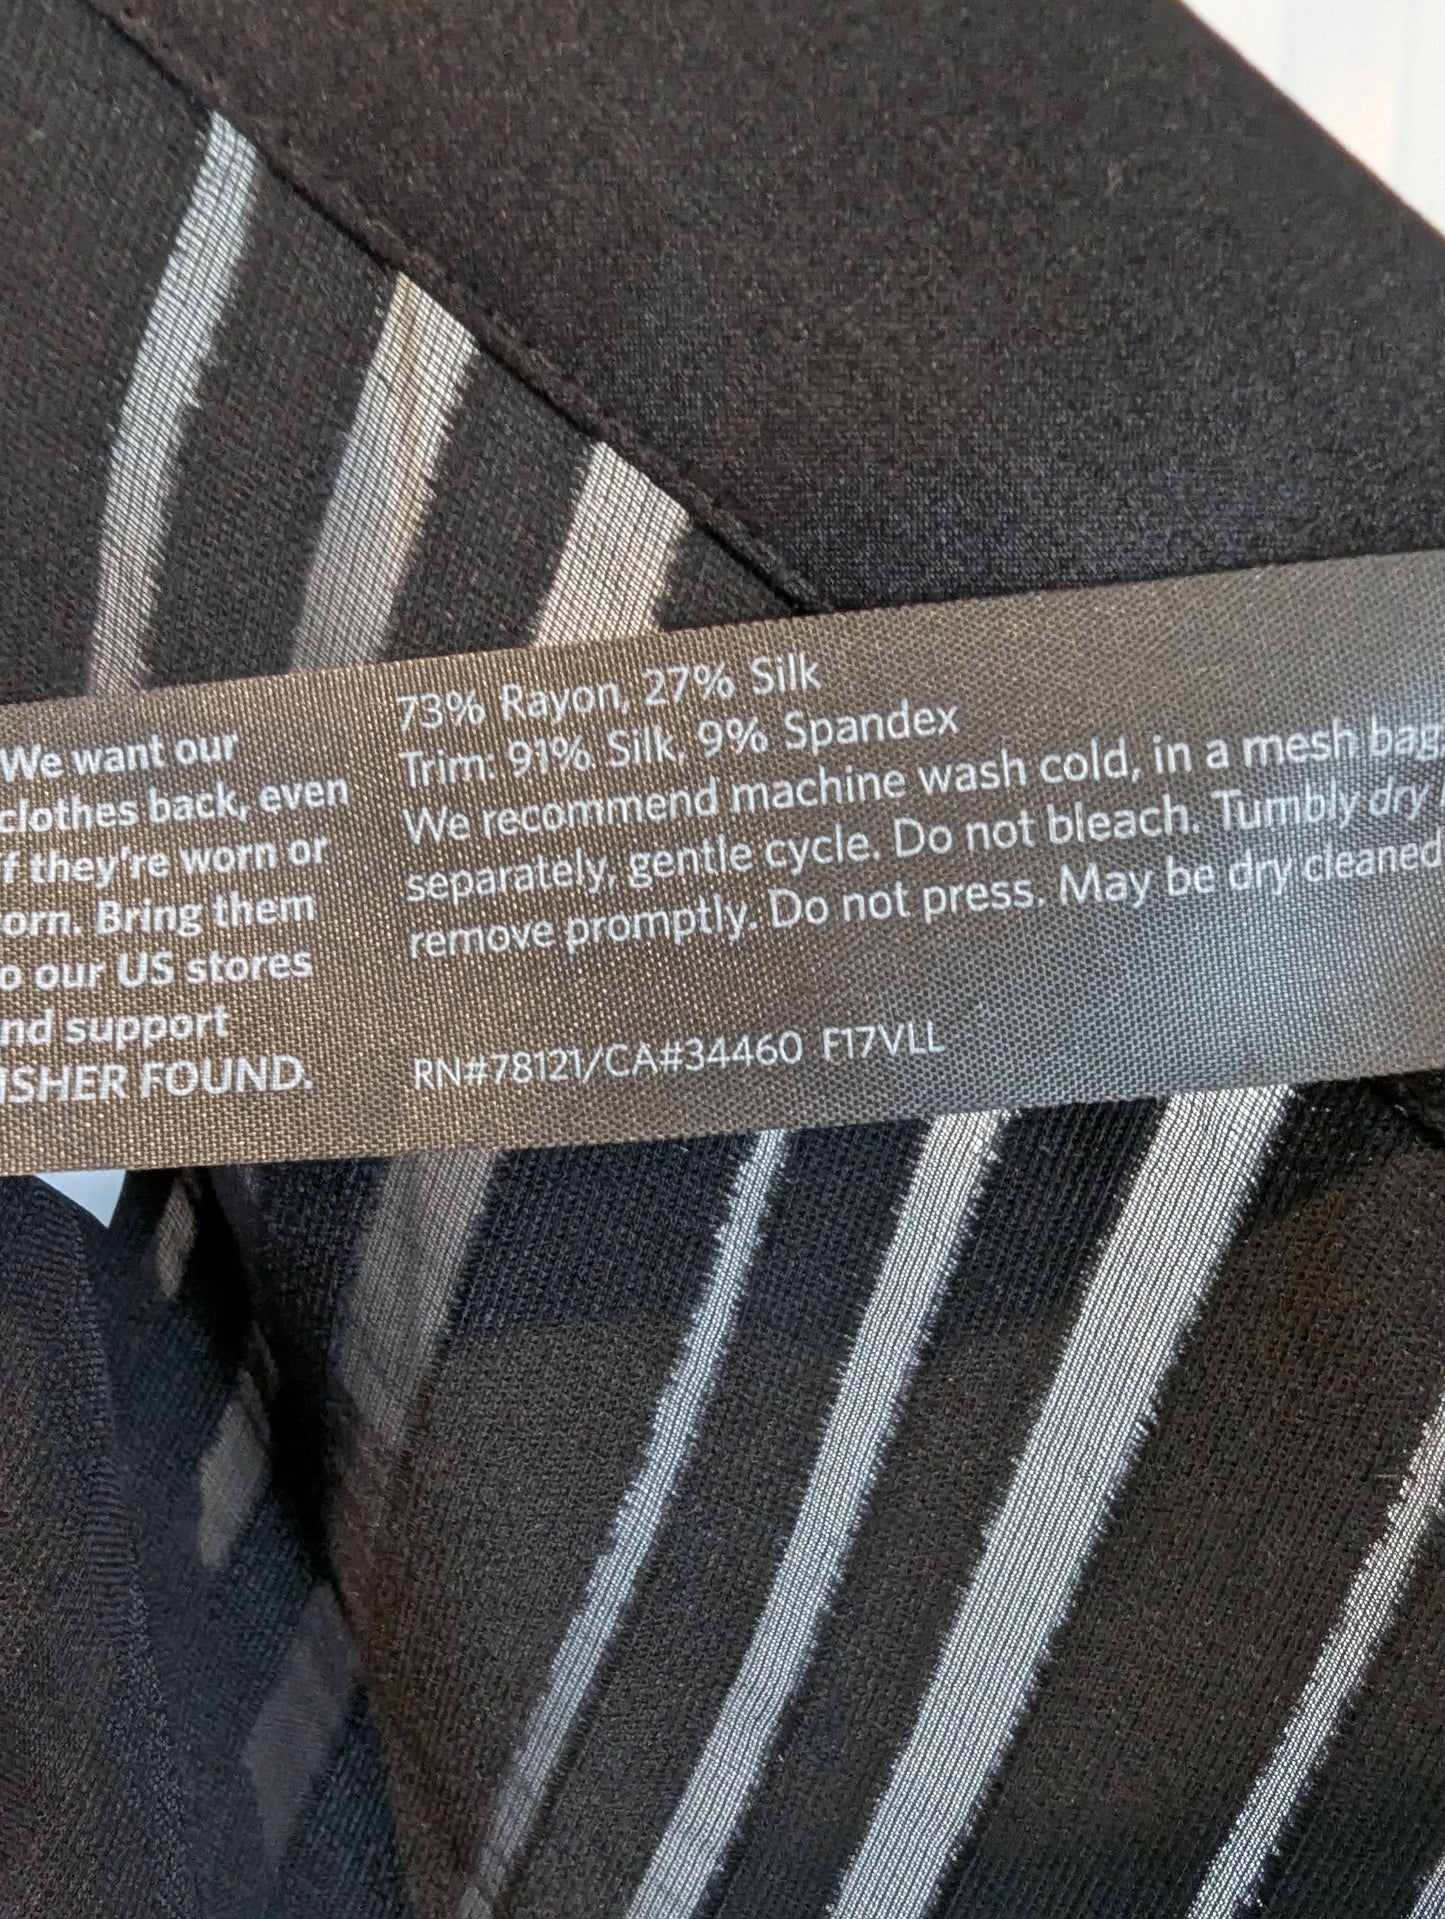 We want our
clothes back, even
if they're worn or
torn. Bring them
to our US stores
and support
FISHER FOUND.
73% Rayon, 27% Silk
Trim: 91% Silk, 9% Spandex
We recommend machine wash cold, in a mesh bag,
separately, gentle cycle. Do not bleach. Tumbly dry
remove promptly. Do not press. May be dry cleaned
RN#78121/CA#34460 F17VLL